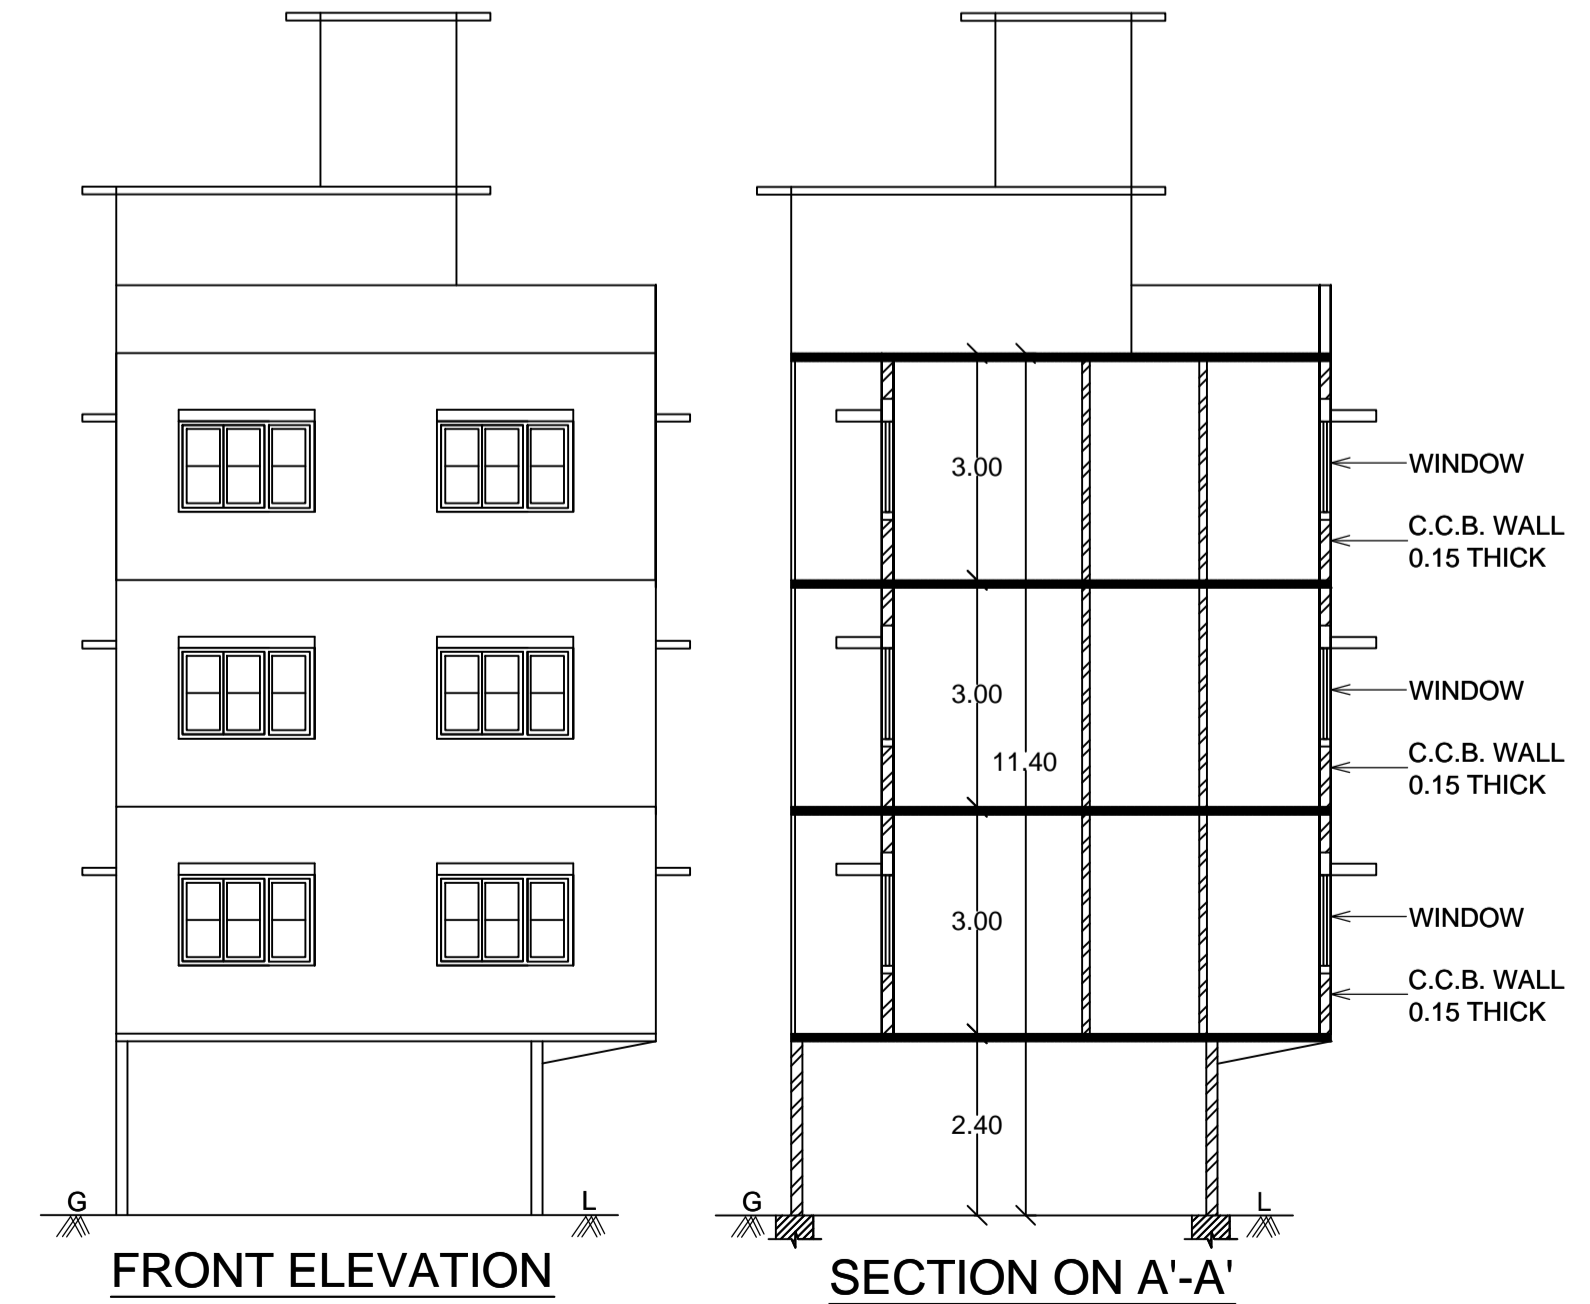 3.00
WINDOW
C.C.B. WALL
0.15 THICK
3.00
WINDOW
11.40
C.C.B. WALL
0.15 THICK
3.00
WINDOW
C.C.B. WALL
0.15 THICK
2.40
G L
G L
FRONT ELEVATION
SECTION ON A'-A'